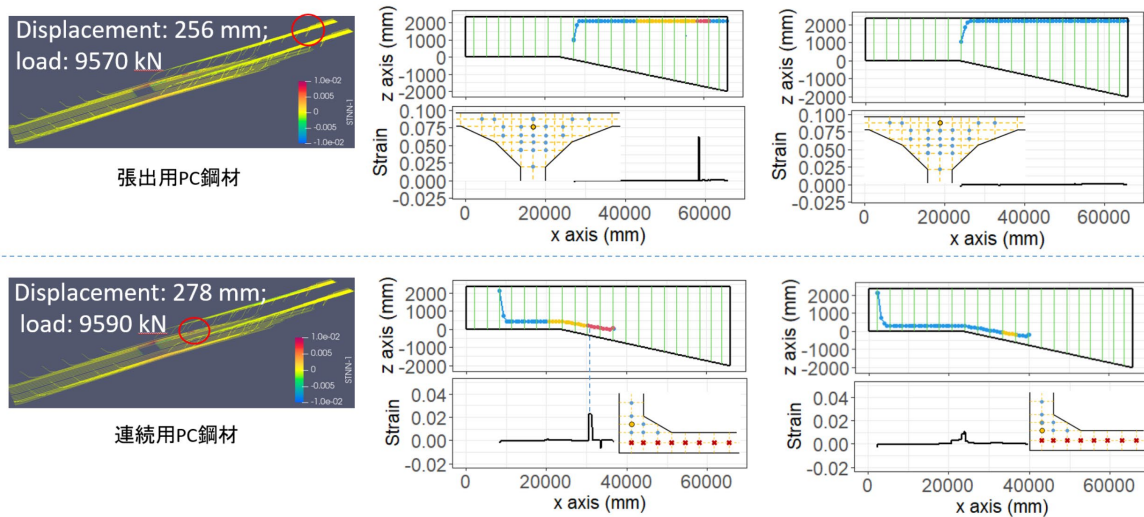 Displacement: 256 mm;
load: 9570 kN
1.0e-02
0.005
0
-0.005
-1.0e-02
STNN-1
張出用PC鋼材
z axis (mm)
2000
1000
0
-1000
-2000
Strain
0.100
0.075
0.050
0.025
0.000
-0.025
0
20000
40000
60000
x axis (mm)
z axis (mm)
2000
1000
0
-1000
-2000
Strain
0.100
0.075
0.050
0.025
0.000
-0.025
0
20000
40000
60000
x axis (mm)
Displacement: 278 mm;
load: 9590 kN
1.0e-02
0.005
0
-0.005
-1.0e-02
STNN-1
連続用PC鋼材
z axis (mm)
2000
1000
0
-1000
-2000
Strain
0.04
0.02
0.00
-0.02
0
20000
40000
60000
x axis (mm)
z axis (mm)
2000
1000
0
-1000
-2000
Strain
0.04
0.02
0.00
-0.02
0
20000
40000
60000
x axis (mm)